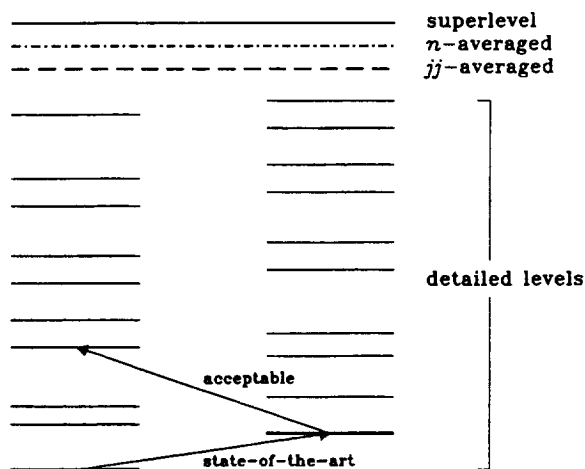 superlevel
n-averaged
jj-averaged
detailed levels
acceptable
state-of-the-art